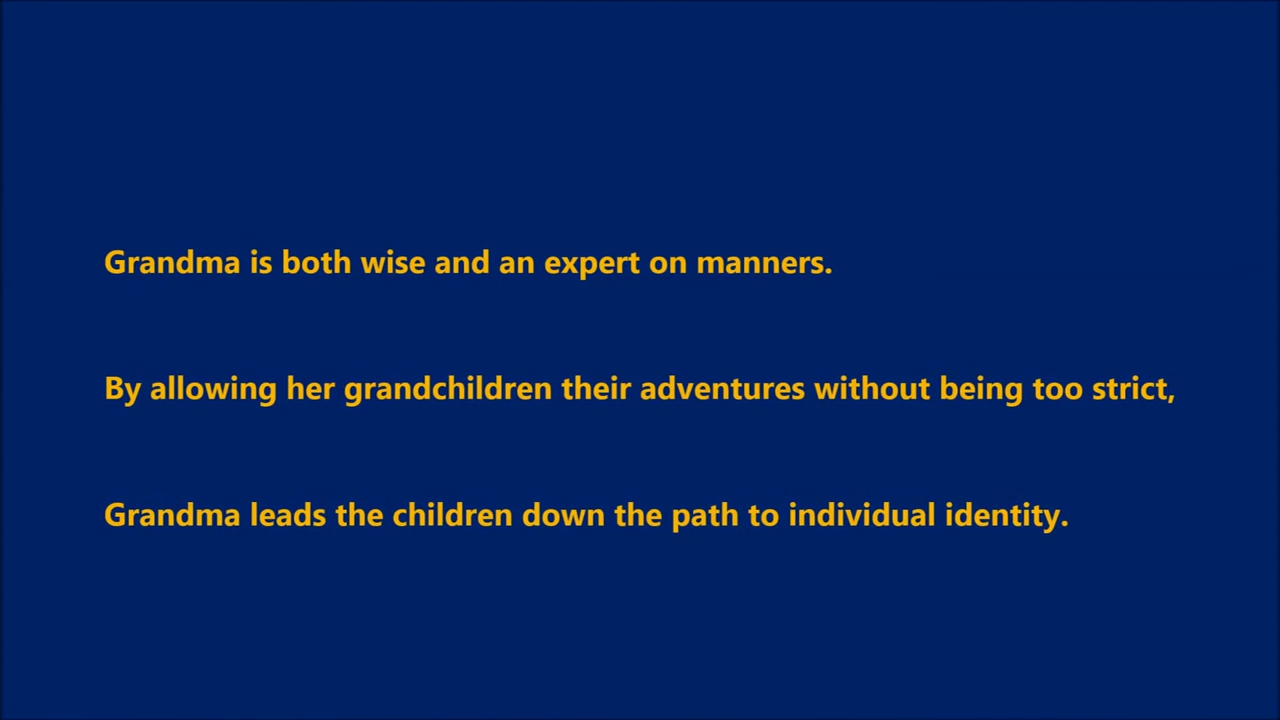 Grandma is both wise and an expert on manners.
By allowing her grandchildren their adventures without being too strict,
Grandma leads the children down the path to individual identity.